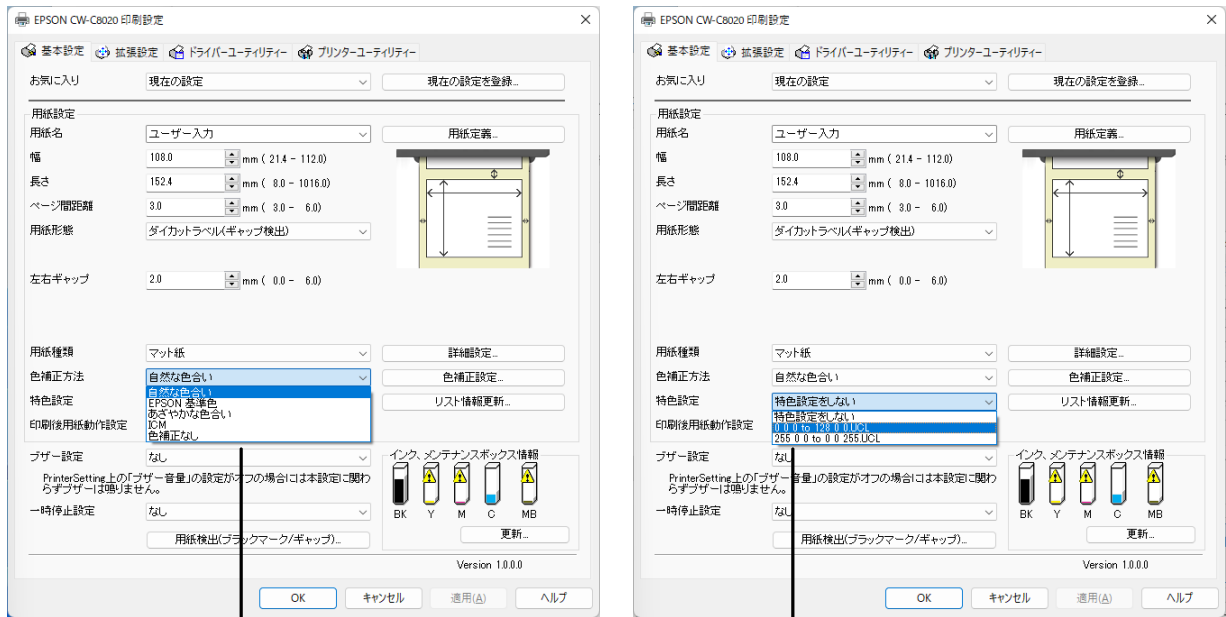 EPSON CW-C8020 印刷設定
基本設定 拡張設定 ドライバーユーティリティー プリンターユーティリティー
お気に入り 現在の設定 現在の設定を登録...
用紙設定
用紙名 ユーザー入力 用紙定義...
幅 108.0 mm ( 21.4 - 112.0)
長さ 152.4 mm ( 8.0 - 1016.0)
ページ間距離 3.0 mm ( 3.0 - 6.0)
用紙形態 ダイカットラベル(ギャップ検出)
左右ギャップ 2.0 mm ( 0.0 - 6.0)
用紙種類 マット紙 詳細設定...
色補正方法 自然な色合い 色補正設定...
自然な色合い
特色設定 EPSON 基準色 リスト情報更新...
あざやかな色合い
印刷後用紙動作設定 ICM
色補正なし
ブザー設定 なし インク、メンテナンスボックス情報
PrinterSetting上の「ブザー音量」の設定がオフの場合には本設定に関わ
らずブザーは鳴りません。
一時停止設定 なし BK Y M C MB
用紙検出(ブラックマーク/ギャップ)... 更新...
Version 1.0.0.0
OK キャンセル 適用(A) ヘルプ
EPSON CW-C8020 印刷設定
基本設定 拡張設定 ドライバーユーティリティー プリンターユーティリティー
お気に入り 現在の設定 現在の設定を登録...
用紙設定
用紙名 ユーザー入力 用紙定義...
幅 108.0 mm ( 21.4 - 112.0)
長さ 152.4 mm ( 8.0 - 1016.0)
ページ間距離 3.0 mm ( 3.0 - 6.0)
用紙形態 ダイカットラベル(ギャップ検出)
左右ギャップ 2.0 mm ( 0.0 - 6.0)
用紙種類 マット紙 詳細設定...
色補正方法 自然な色合い 色補正設定...
特色設定 特色設定をしない リスト情報更新...
特色設定をしない
印刷後用紙動作設定 0 0 0 to 128 0 0.UCL
255 0 0 to 0 0 255.UCL
ブザー設定 なし インク、メンテナンスボックス情報
PrinterSetting上の「ブザー音量」の設定がオフの場合には本設定に関わ
らずブザーは鳴りません。
一時停止設定 なし BK Y M C MB
用紙検出(ブラックマーク/ギャップ)... 更新...
Version 1.0.0.0
OK キャンセル 適用(A) ヘルプ